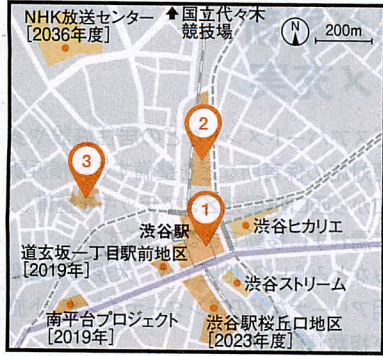 NHK放送センター
[2036年度]
国立代々木
競技場
N
200m
2
3
1
渋谷駅
渋谷ヒカリエ
道玄坂一丁目駅前地区
[2019年]
渋谷ストリーム
南平台プロジェクト
[2019年]
渋谷駅桜丘口地区
[2023年度]